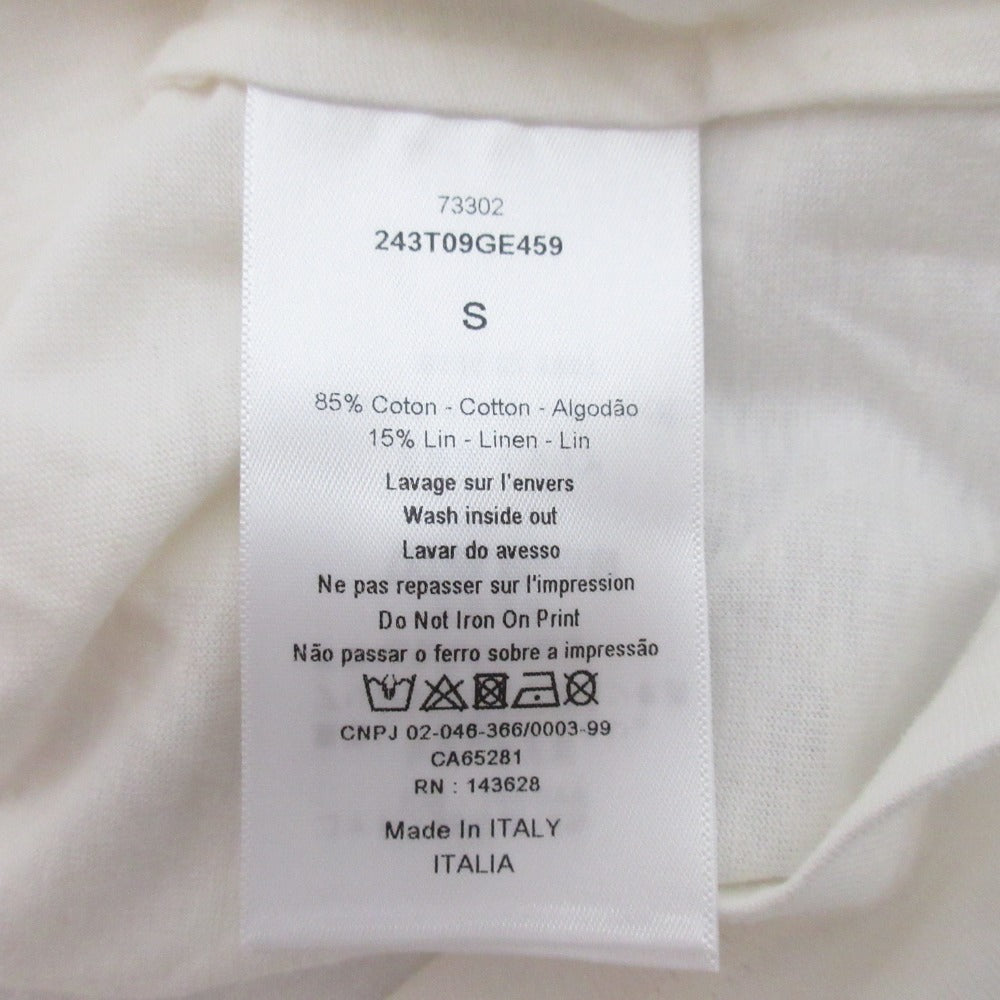 73302
243T09GE459
S
85% Coton - Cotton - Algodão
15% Lin - Linen - Lin
Lavage sur l'envers
Wash inside out
Lavar do avesso
Ne pas repasser sur l'impression
Do Not Iron On Print
Não passar o ferro sobre a impressão
CNPJ 02-046-366/0003-99
CA65281
RN : 143628
Made In ITALY
ITALIA